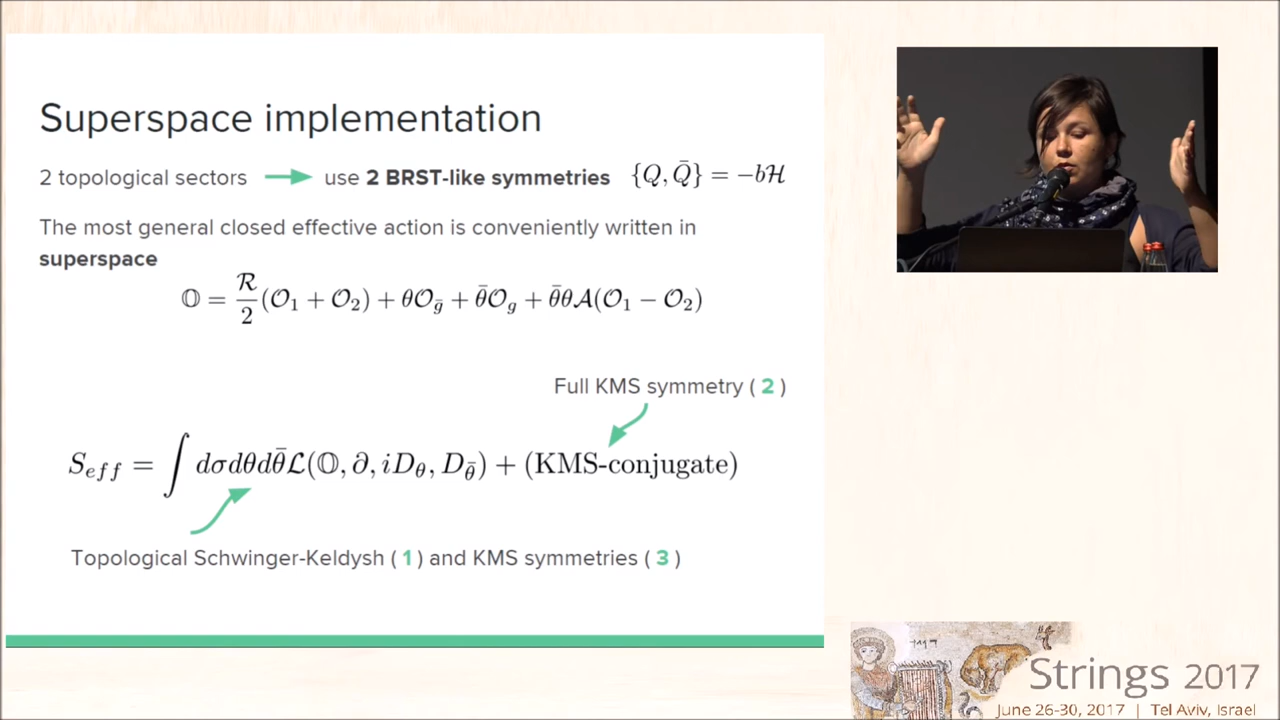 Superspace implementation
2 topological sectors → use 2 BRST-like symmetries {Q, Q̄} = −bℋ
The most general closed effective action is conveniently written in
superspace
𝕆 = ℛ/2 (𝒪₁ + 𝒪₂) + θO_ḡ + θ̄O_g + θ̄θ𝒜(𝒪₁ − 𝒪₂)
Full KMS symmetry ( 2 )
S_eff = ∫ dσdθdθ̄ℒ(𝕆, ∂, iD_θ, D_θ̄) + (KMS-conjugate)
Topological Schwinger-Keldysh ( 1 ) and KMS symmetries ( 3 )
Strings 2017
June 26-30, 2017 | Tel Aviv, Israel